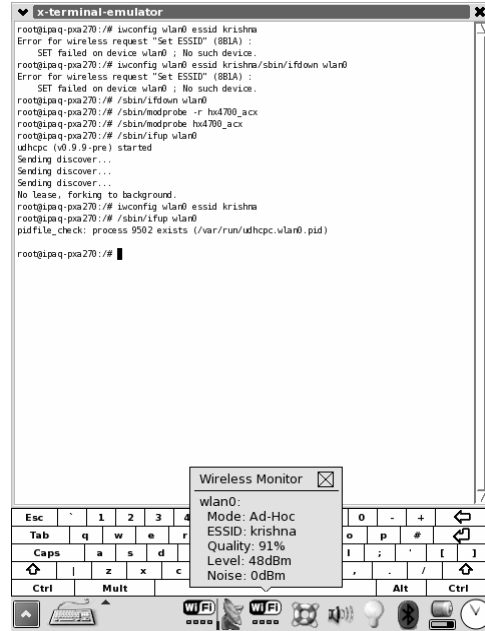 x-terminal-emulator
root@ipaq-pxa270:/# iwconfig wlan0 essid krishna
Error for wireless request "Set ESSID" (8B1A) :
SET failed on device wlan0 ; No such device.
root@ipaq-pxa270:/# iwconfig wlan0 essid krishna/sbin/ifdown wlan0
Error for wireless request "Set ESSID" (8B1A) :
SET failed on device wlan0 ; No such device.
root@ipaq-pxa270:/# /sbin/ifdown wlan0
root@ipaq-pxa270:/# /sbin/modprobe -r hx4700_acx
root@ipaq-pxa270:/# /sbin/modprobe hx4700_acx
root@ipaq-pxa270:/# /sbin/ifup wlan0
udhcpc (v0.9.9-pre) started
Sending discover...
Sending discover...
Sending discover...
No lease, forking to background.
root@ipaq-pxa270:/# iwconfig wlan0 essid krishna
root@ipaq-pxa270:/# /sbin/ifup wlan0
pidfile_check: process 9502 exists (/var/run/udhcpc.wlan0.pid)
root@ipaq-pxa270:/#
Wireless Monitor
wlan0:
Mode: Ad-Hoc
ESSID: krishna
Quality: 91%
Level: 48dBm
Noise: 0dBm
Esc ` 1 2 3 4 0 - +
Tab q w e r o p #
Caps a s d l ; ' [ ]
| z x c , . /
Ctrl Mult Alt Ctrl
Wi Fi Wi Fi